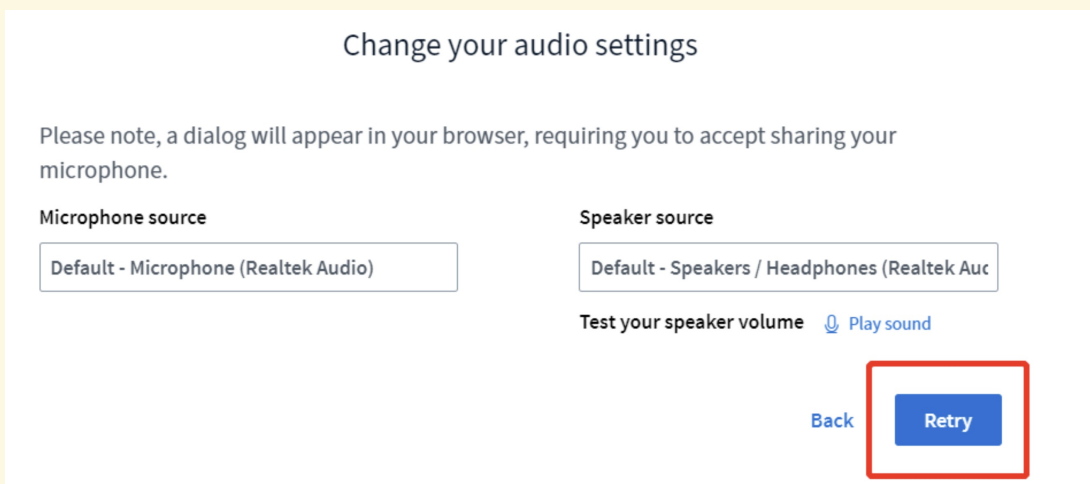 Change your audio settings
Please note, a dialog will appear in your browser, requiring you to accept sharing your
microphone.
Microphone source
Speaker source
Default - Microphone (Realtek Audio)
Default - Speakers / Headphones (Realtek Auc
Test your speaker volume
Play sound
Back
Retry